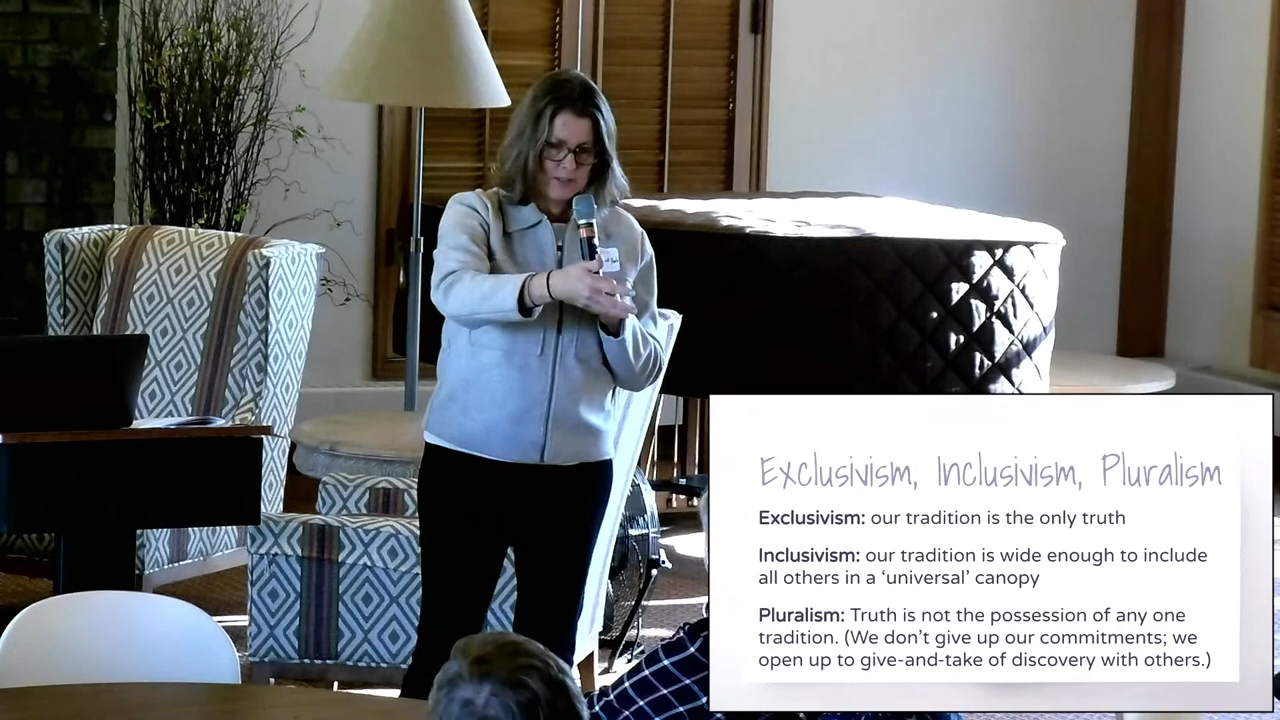 Exclusivism, Inclusivism, Pluralism
Exclusivism: our tradition is the only truth
Inclusivism: our tradition is wide enough to include
all others in a ‘universal’ canopy
Pluralism: Truth is not the possession of any one
tradition. (We don’t give up our commitments; we
open up to give-and-take of discovery with others.)